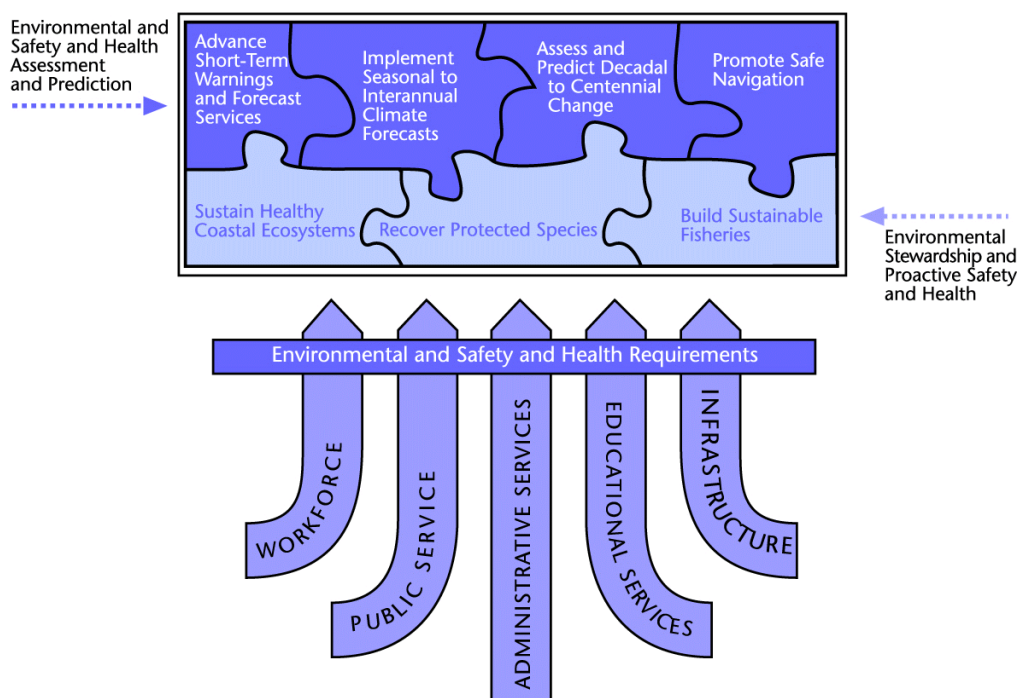 Environmental and
Safety and Health
Assessment
and Prediction
Advance
Short-Term
Warnings
and Forecast
Services
Implement
Seasonal to
Interannual
Climate
Forecasts
Assess and
Predict Decadal
to Centennial
Change
Promote Safe
Navigation
Sustain Healthy
Coastal Ecosystems
Recover Protected Species
Build Sustainable
Fisheries
Environmental
Stewardship and
Proactive Safety
and Health
Environmental and Safety and Health Requirements
WORKFORCE
PUBLIC SERVICE
ADMINISTRATIVE SERVICES
EDUCATIONAL SERVICES
INFRASTRUCTURE